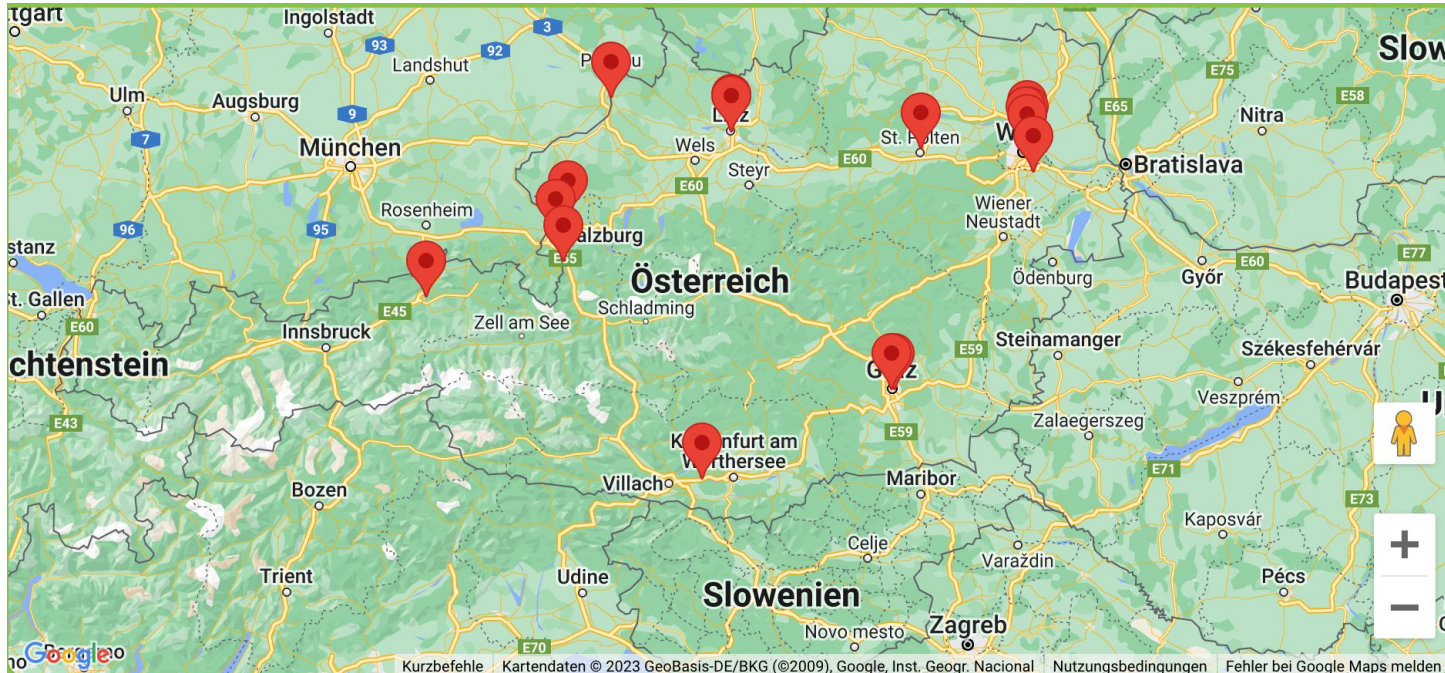 Ingolstadt
3
93
92
Landshut
Ulm
Augsburg
9
7
München
Rosenheim
96
95
St. Gallen
E60
E45
Innsbruck
Zell am See
Schladming
Österreich
E55
Wels
Steyr
E60
St. Pölten
E60
Wiener
Neustadt
Ödenburg
Bratislava
E65
E75
Nitra
E58
Győr
E60
E77
Budapest
Steinamanger
Székesfehérvár
Veszprém
Zalaegerszeg
E59
E59
E43
Bozen
Villach
Maribor
E71
E73
Kaposvár
Trient
Udine
Celje
Varaždin
Pécs
Slowenien
Zagreb
Novo mesto
E70
Google
Kurzbefehle
Kartendaten © 2023 GeoBasis-DE/BKG (©2009), Google, Inst. Geogr. Nacional
Nutzungsbedingungen
Fehler bei Google Maps melden